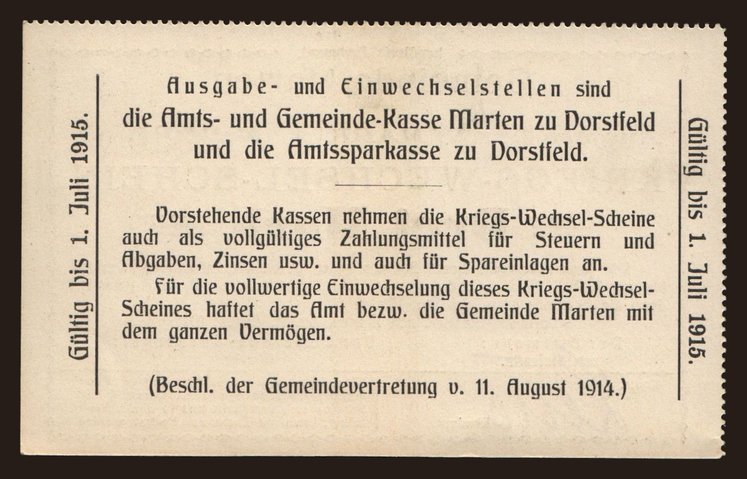 Ausgabe- und Einwechselstellen sind
die Amts- und Gemeinde-Kasse Marten zu Dorstfeld
und die Amtssparkasse zu Dorstfeld.
Vorstehende Kassen nehmen die Kriegs-Wechsel-Scheine
auch als vollgültiges Zahlungsmittel für Steuern und
Abgaben, Zinsen usw. und auch für Spareinlagen an.
Für die vollwertige Einwechselung dieses Kriegs-Wechsel-
Scheines haftet das Amt bezw. die Gemeinde Marten mit
dem ganzen Vermögen.
(Beschl. der Gemeindevertretung v. 11. August 1914.)
Gültig bis 1. Juli 1915.
Gültig bis 1. Juli 1915.